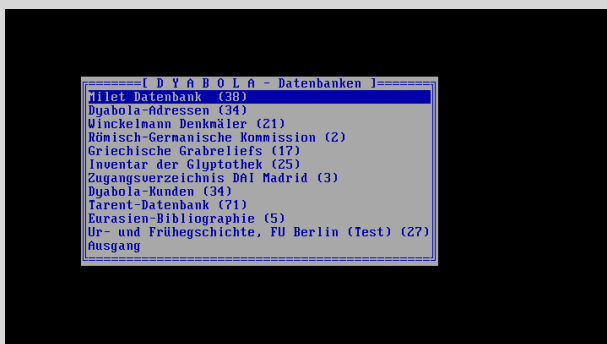 [ D Y A B O L A - Datenbanken ]
Milet Datenbank (38)
Dyabola-Adressen (34)
Winckelmann Denkmäler (21)
Römisch-Germanische Kommission (2)
Griechische Grabreliefs (17)
Inventar der Glyptothek (25)
Zugangsverzeichnis DAI Madrid (3)
Dyabola-Kunden (34)
Tarent-Datenbank (71)
Eurasien-Bibliographie (5)
Ur- und Frühegschichte, FU Berlin (Test) (27)
Ausgang